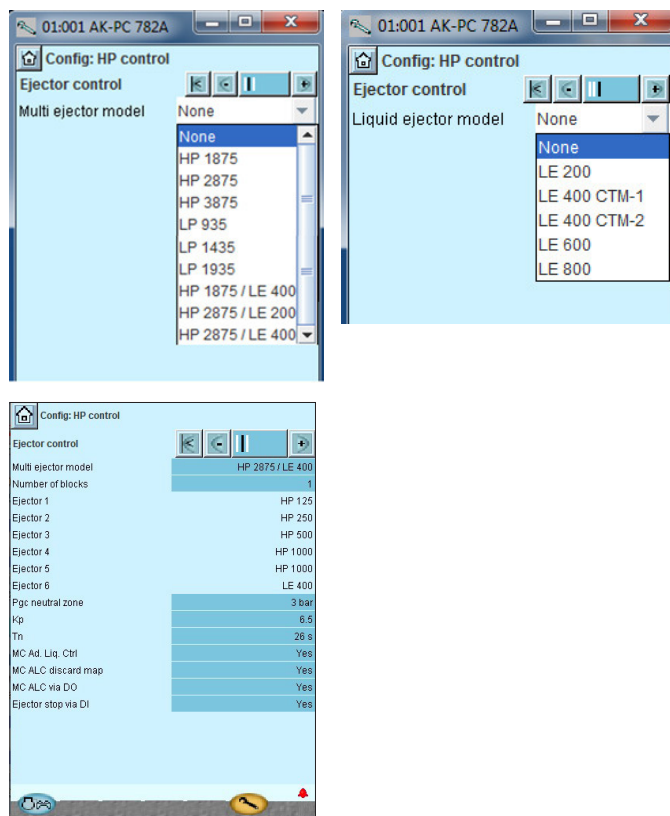 01:001 AK-PC 782A
Config: HP control
Ejector control
Multi ejector model None
None
HP 1875
HP 2875
HP 3875
LP 935
LP 1435
LP 1935
HP 1875 / LE 400
HP 2875 / LE 200
HP 2875 / LE 400
01:001 AK-PC 782A
Config: HP control
Ejector control
Liquid ejector model None
None
LE 200
LE 400 CTM-1
LE 400 CTM-2
LE 600
LE 800
Config: HP control
Ejector control
Multi ejector model HP 2875 / LE 400
Number of blocks 1
Ejector 1 HP 125
Ejector 2 HP 250
Ejector 3 HP 500
Ejector 4 HP 1000
Ejector 5 HP 1000
Ejector 6 LE 400
Pgc neutral zone 3 bar
Kp 6.5
Tn 26 s
MC Ad. Liq. Ctrl Yes
MC ALC discard map Yes
MC ALC via DO Yes
Ejector stop via DI Yes